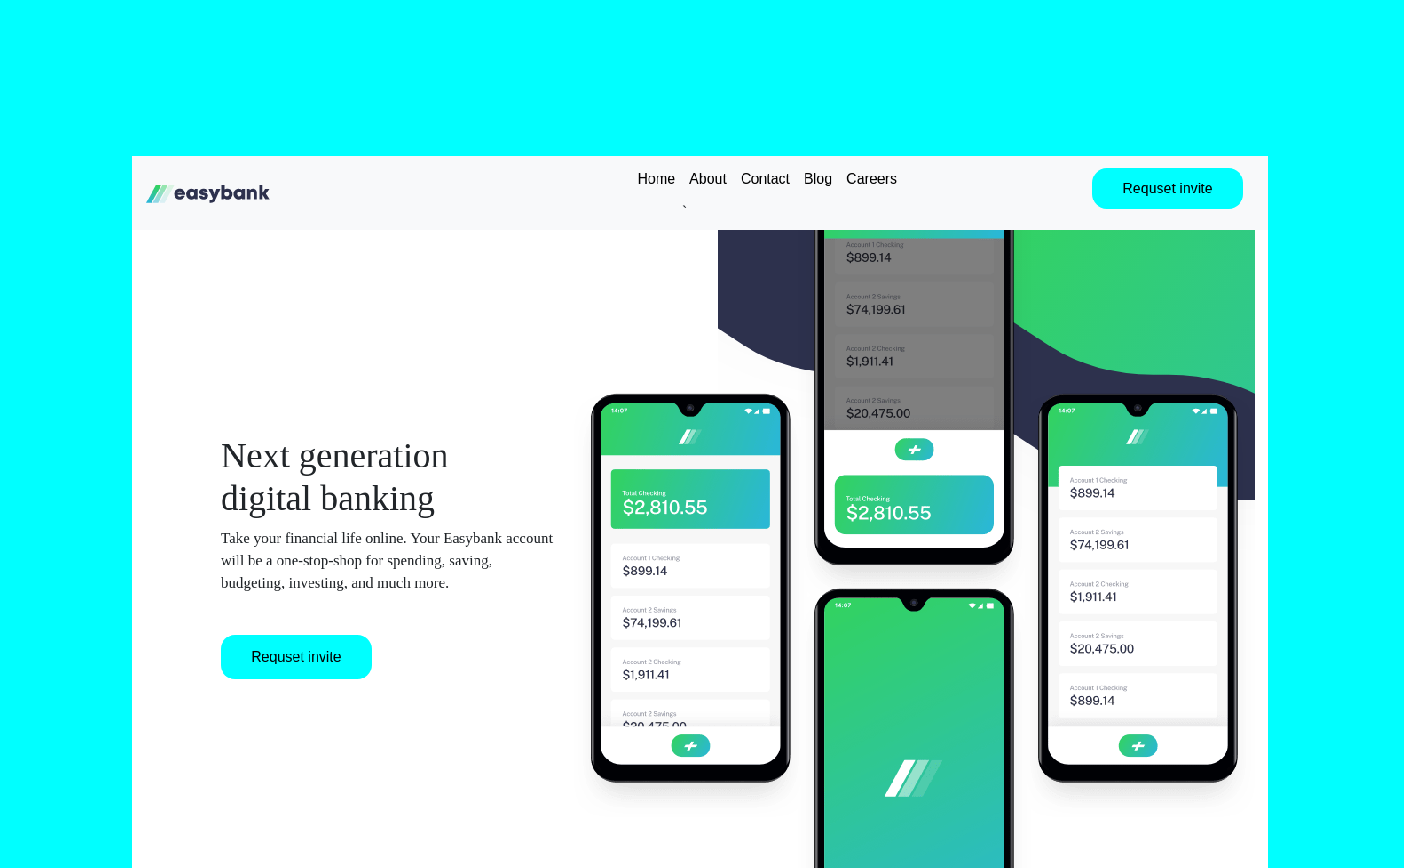 easybank
Home About Contact Blog Careers
Requset invite
`
Next generation
digital banking
Take your financial life online. Your Easybank account
will be a one-stop-shop for spending, saving,
budgeting, investing, and much more.
Requset invite
14:07
Total Checking
$2,810.55
Account 1 Checking
$899.14
Account 2 Savings
$74,199.61
Account 2 Checking
$1,911.41
Account 2 Savings
$20,475.00
Account 1 Checking
$899.14
Account 2 Savings
$74,199.61
Account 2 Checking
$1,911.41
Account 2 Savings
$20,475.00
Total Checking
$2,810.55
14:07
14:07
Account 1 Checking
$899.14
Account 2 Savings
$74,199.61
Account 2 Checking
$1,911.41
Account 2 Savings
$20,475.00
Account 1 Checking
$899.14